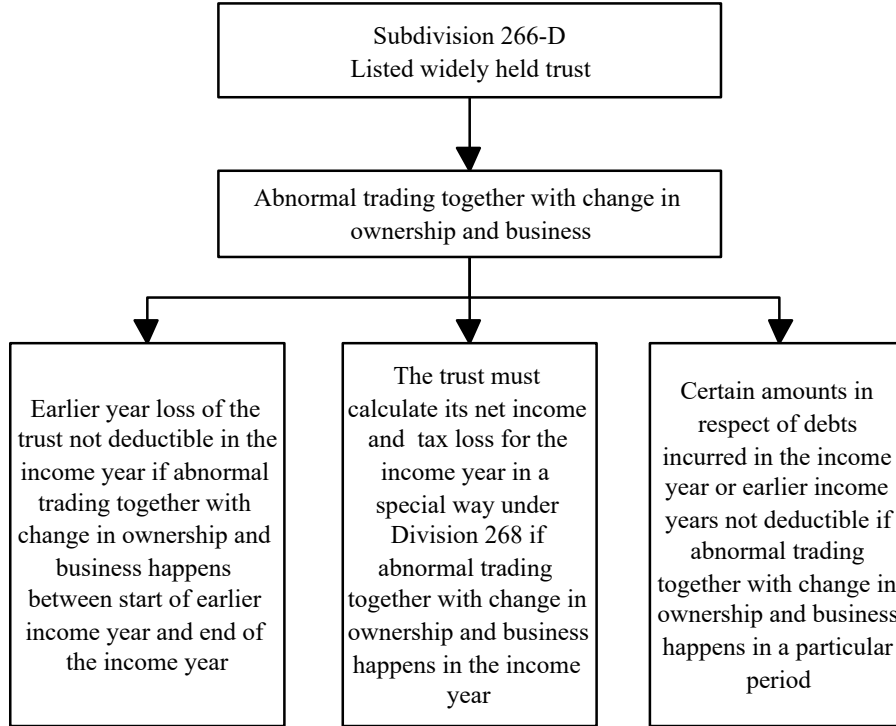 Subdivision 266-D
Listed widely held trust
Abnormal trading together with change in
ownership and business
Earlier year loss of the
trust not deductible in the
income year if abnormal
trading together with
change in ownership and
business happens
between start of earlier
income year and end of
the income year
The trust must
calculate its net income
and tax loss for the
income year in a
special way under
Division 268 if
abnormal trading
together with change in
ownership and business
happens in the income
year
Certain amounts in
respect of debts
incurred in the income
year or earlier income
years not deductible if
abnormal trading
together with change in
ownership and business
happens in a particular
period